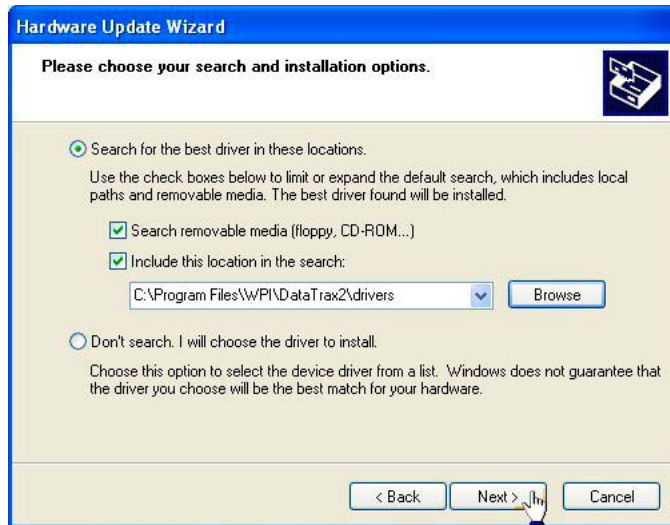 Hardware Update Wizard
Please choose your search and installation options.
Search for the best driver in these locations.
Use the check boxes below to limit or expand the default search, which includes local
paths and removable media. The best driver found will be installed.
Search removable media (floppy, CD-ROM...)
Include this location in the search:
C:\Program Files\WPI\DataTrax2\drivers
Browse
Don't search. I will choose the driver to install.
Choose this option to select the device driver from a list. Windows does not guarantee that
the driver you choose will be the best match for your hardware.
< Back
Next >
Cancel